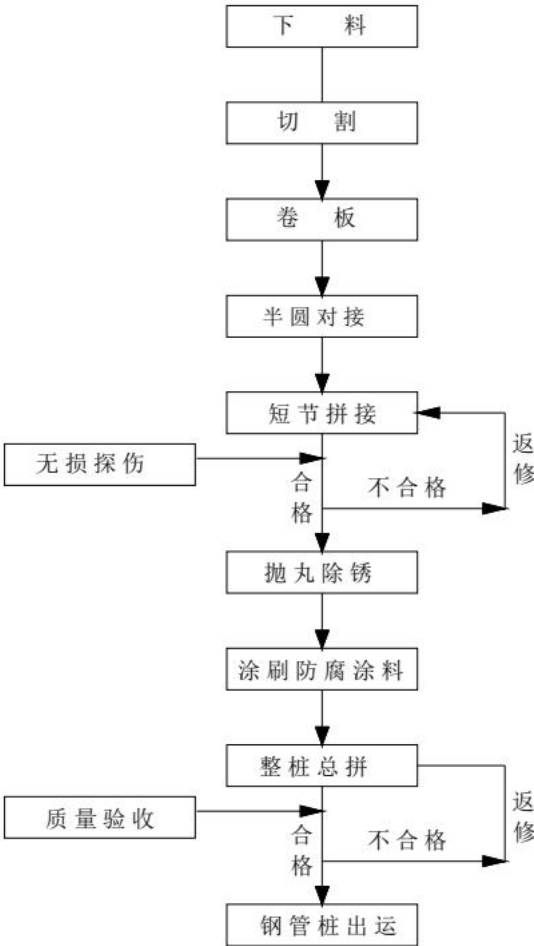 下料
切割
卷板
半圆对接
短节拼接
无损探伤
合格
不合格
返修
抛丸除锈
涂刷防腐涂料
整桩总拼
质量验收
合格
不合格
返修
钢管桩出运